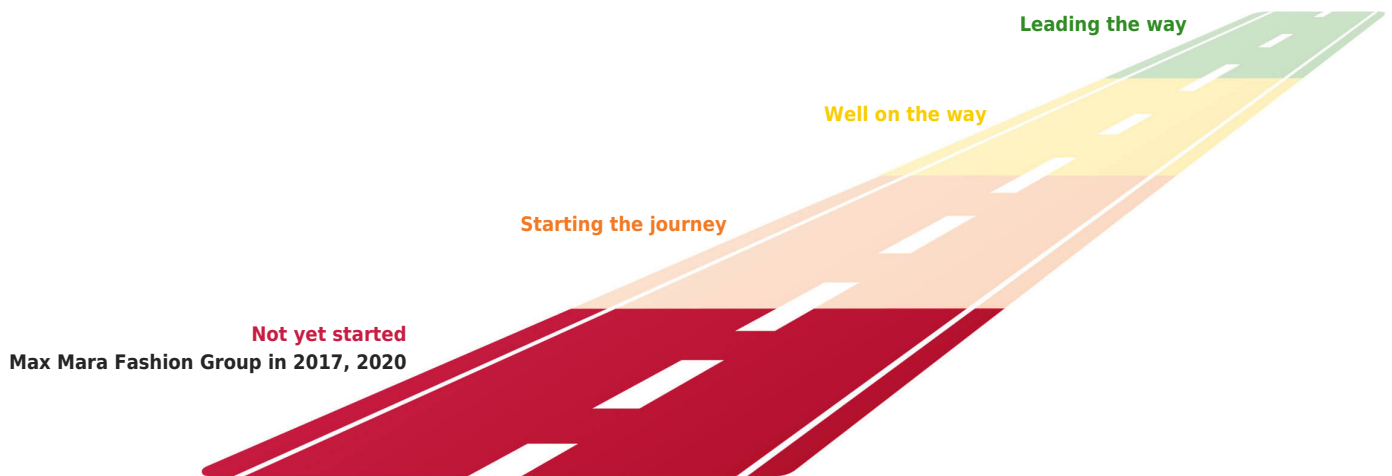 Leading the way
Well on the way
Starting the journey
Not yet started
Max Mara Fashion Group in 2017, 2020